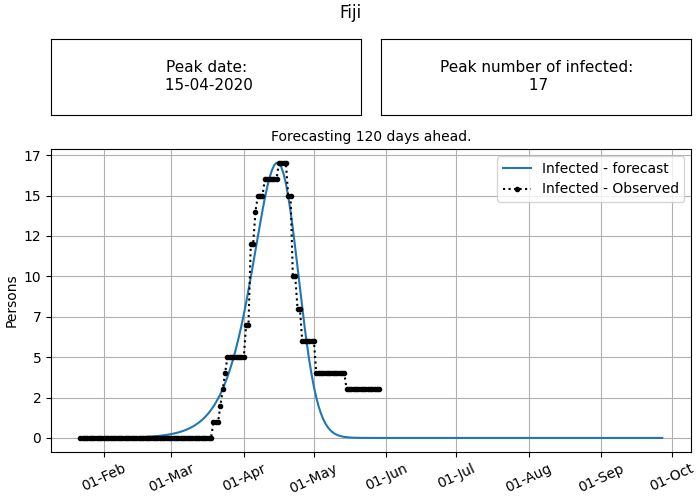 Fiji
Peak date:
15-04-2020
Peak number of infected:
17
Forecasting 120 days ahead.
Infected - forecast
Infected - Observed
Persons
17
15
12
10
7
5
2
0
01-Feb
01-Mar
01-Apr
01-May
01-Jun
01-Jul
01-Aug
01-Sep
01-Oct